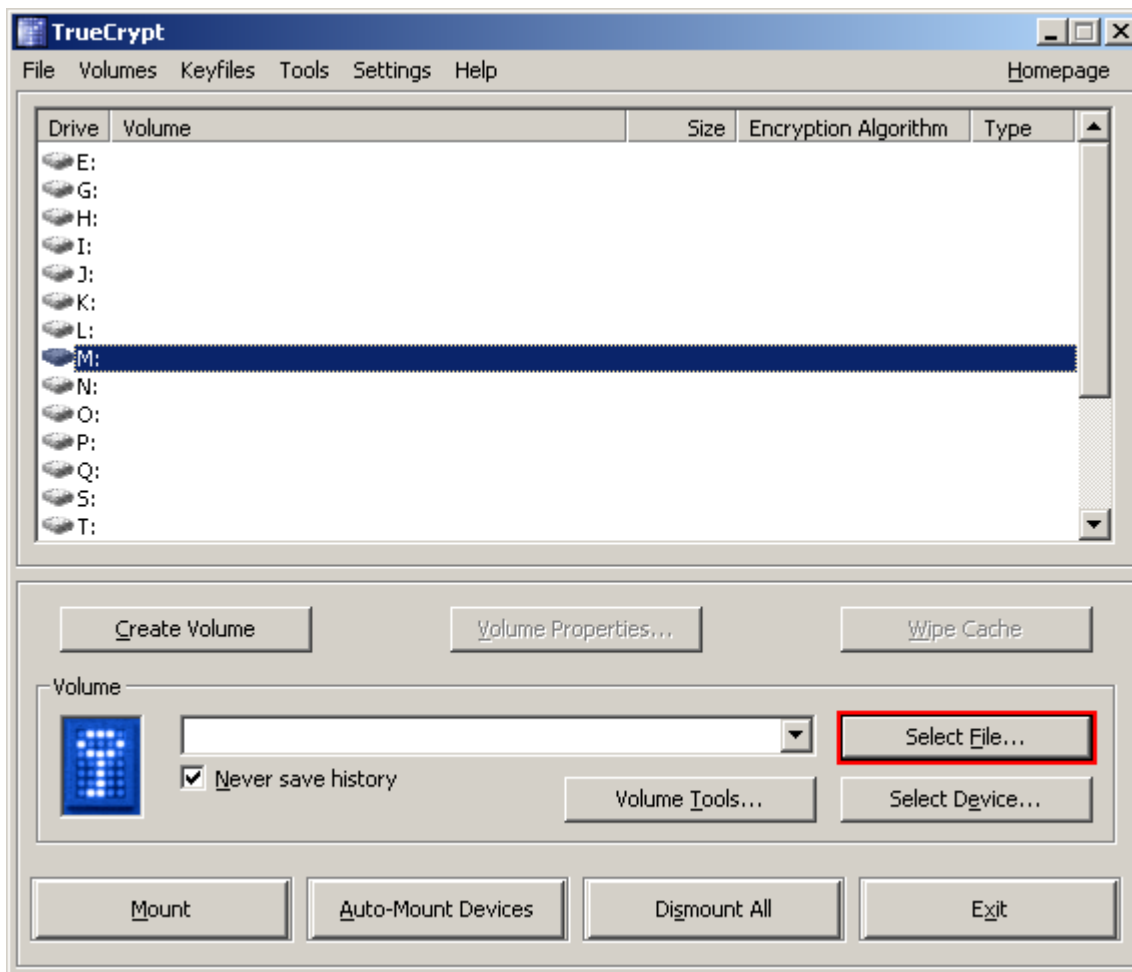 TrueCrypt
File Volumes Keyfiles Tools Settings Help Homepage
Drive Volume Size Encryption Algorithm Type
E:
G:
H:
I:
J:
K:
L:
M:
N:
O:
P:
Q:
S:
T:
Create Volume Volume Properties... Wipe Cache
Volume
Select File...
Never save history
Volume Tools... Select Device...
Mount Auto-Mount Devices Dismount All Exit